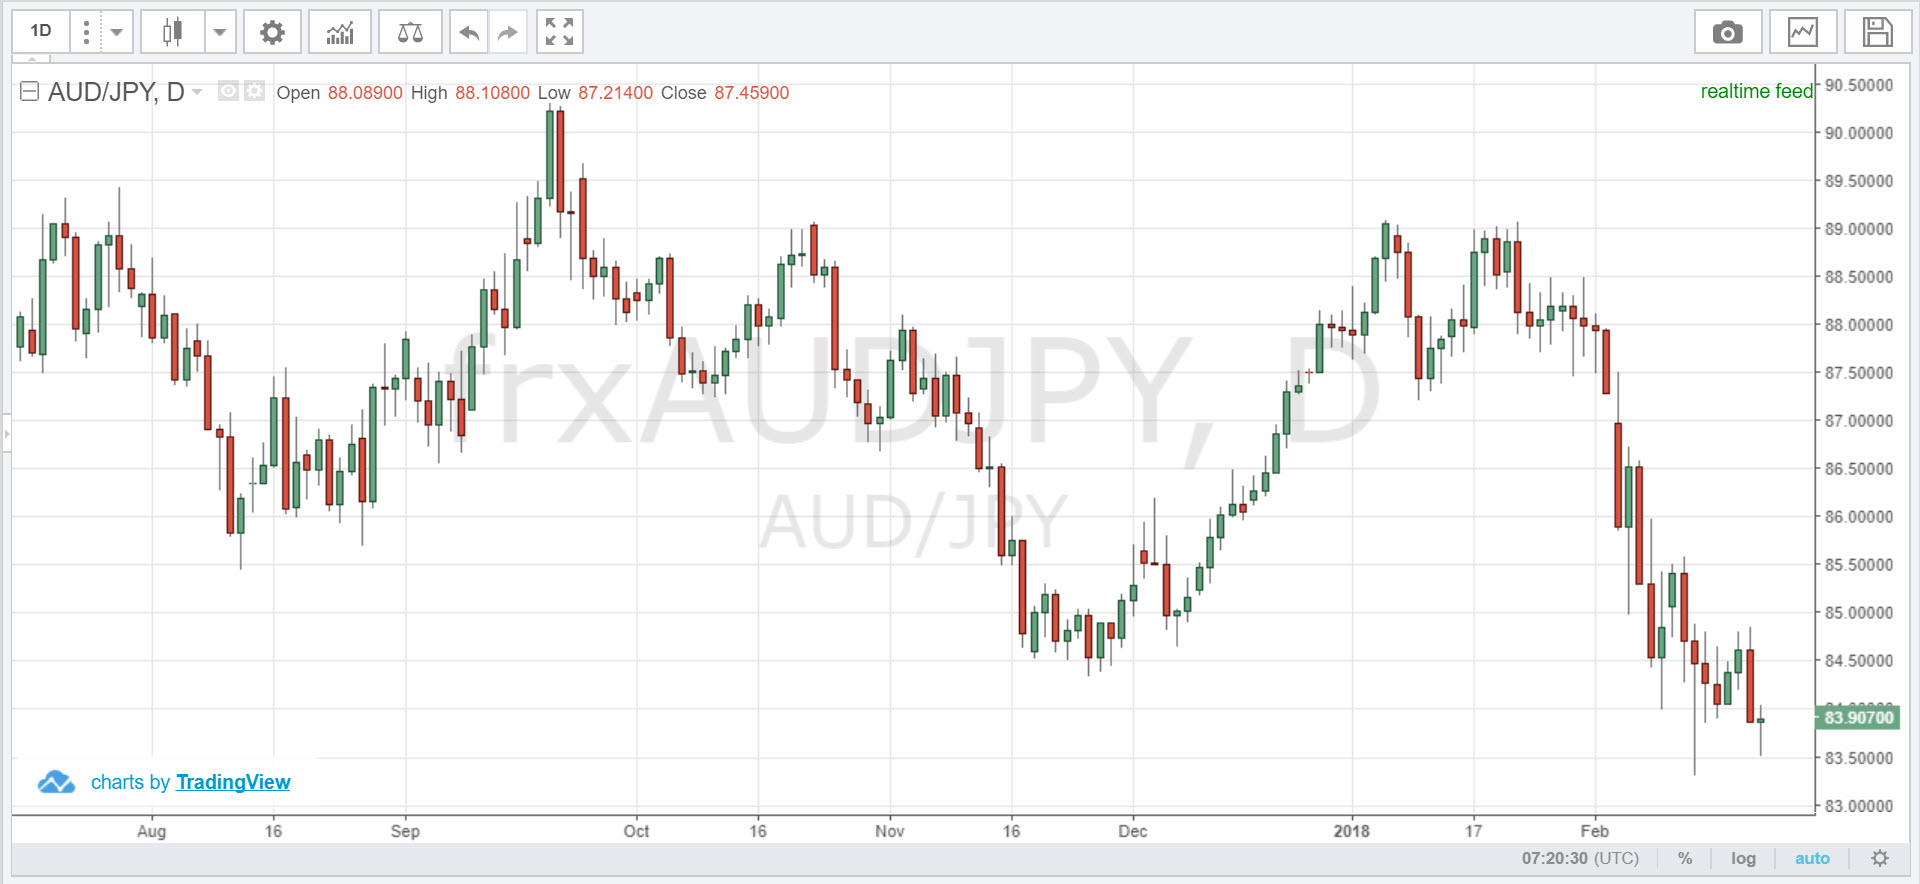 1D
AUD/JPY, D Open 88.08900 High 88.10800 Low 87.21400 Close 87.45900
realtime feed
90.50000
90.00000
89.50000
89.00000
88.50000
88.00000
87.50000
87.00000
86.50000
86.00000
85.50000
85.00000
84.50000
84.00000
83.90700
83.50000
83.00000
frxAUDJPY, D
AUD/JPY
charts by TradingView
Aug 16 Sep Oct 16 Nov 16 Dec 2018 17 Feb
07:20:30 (UTC) % log auto